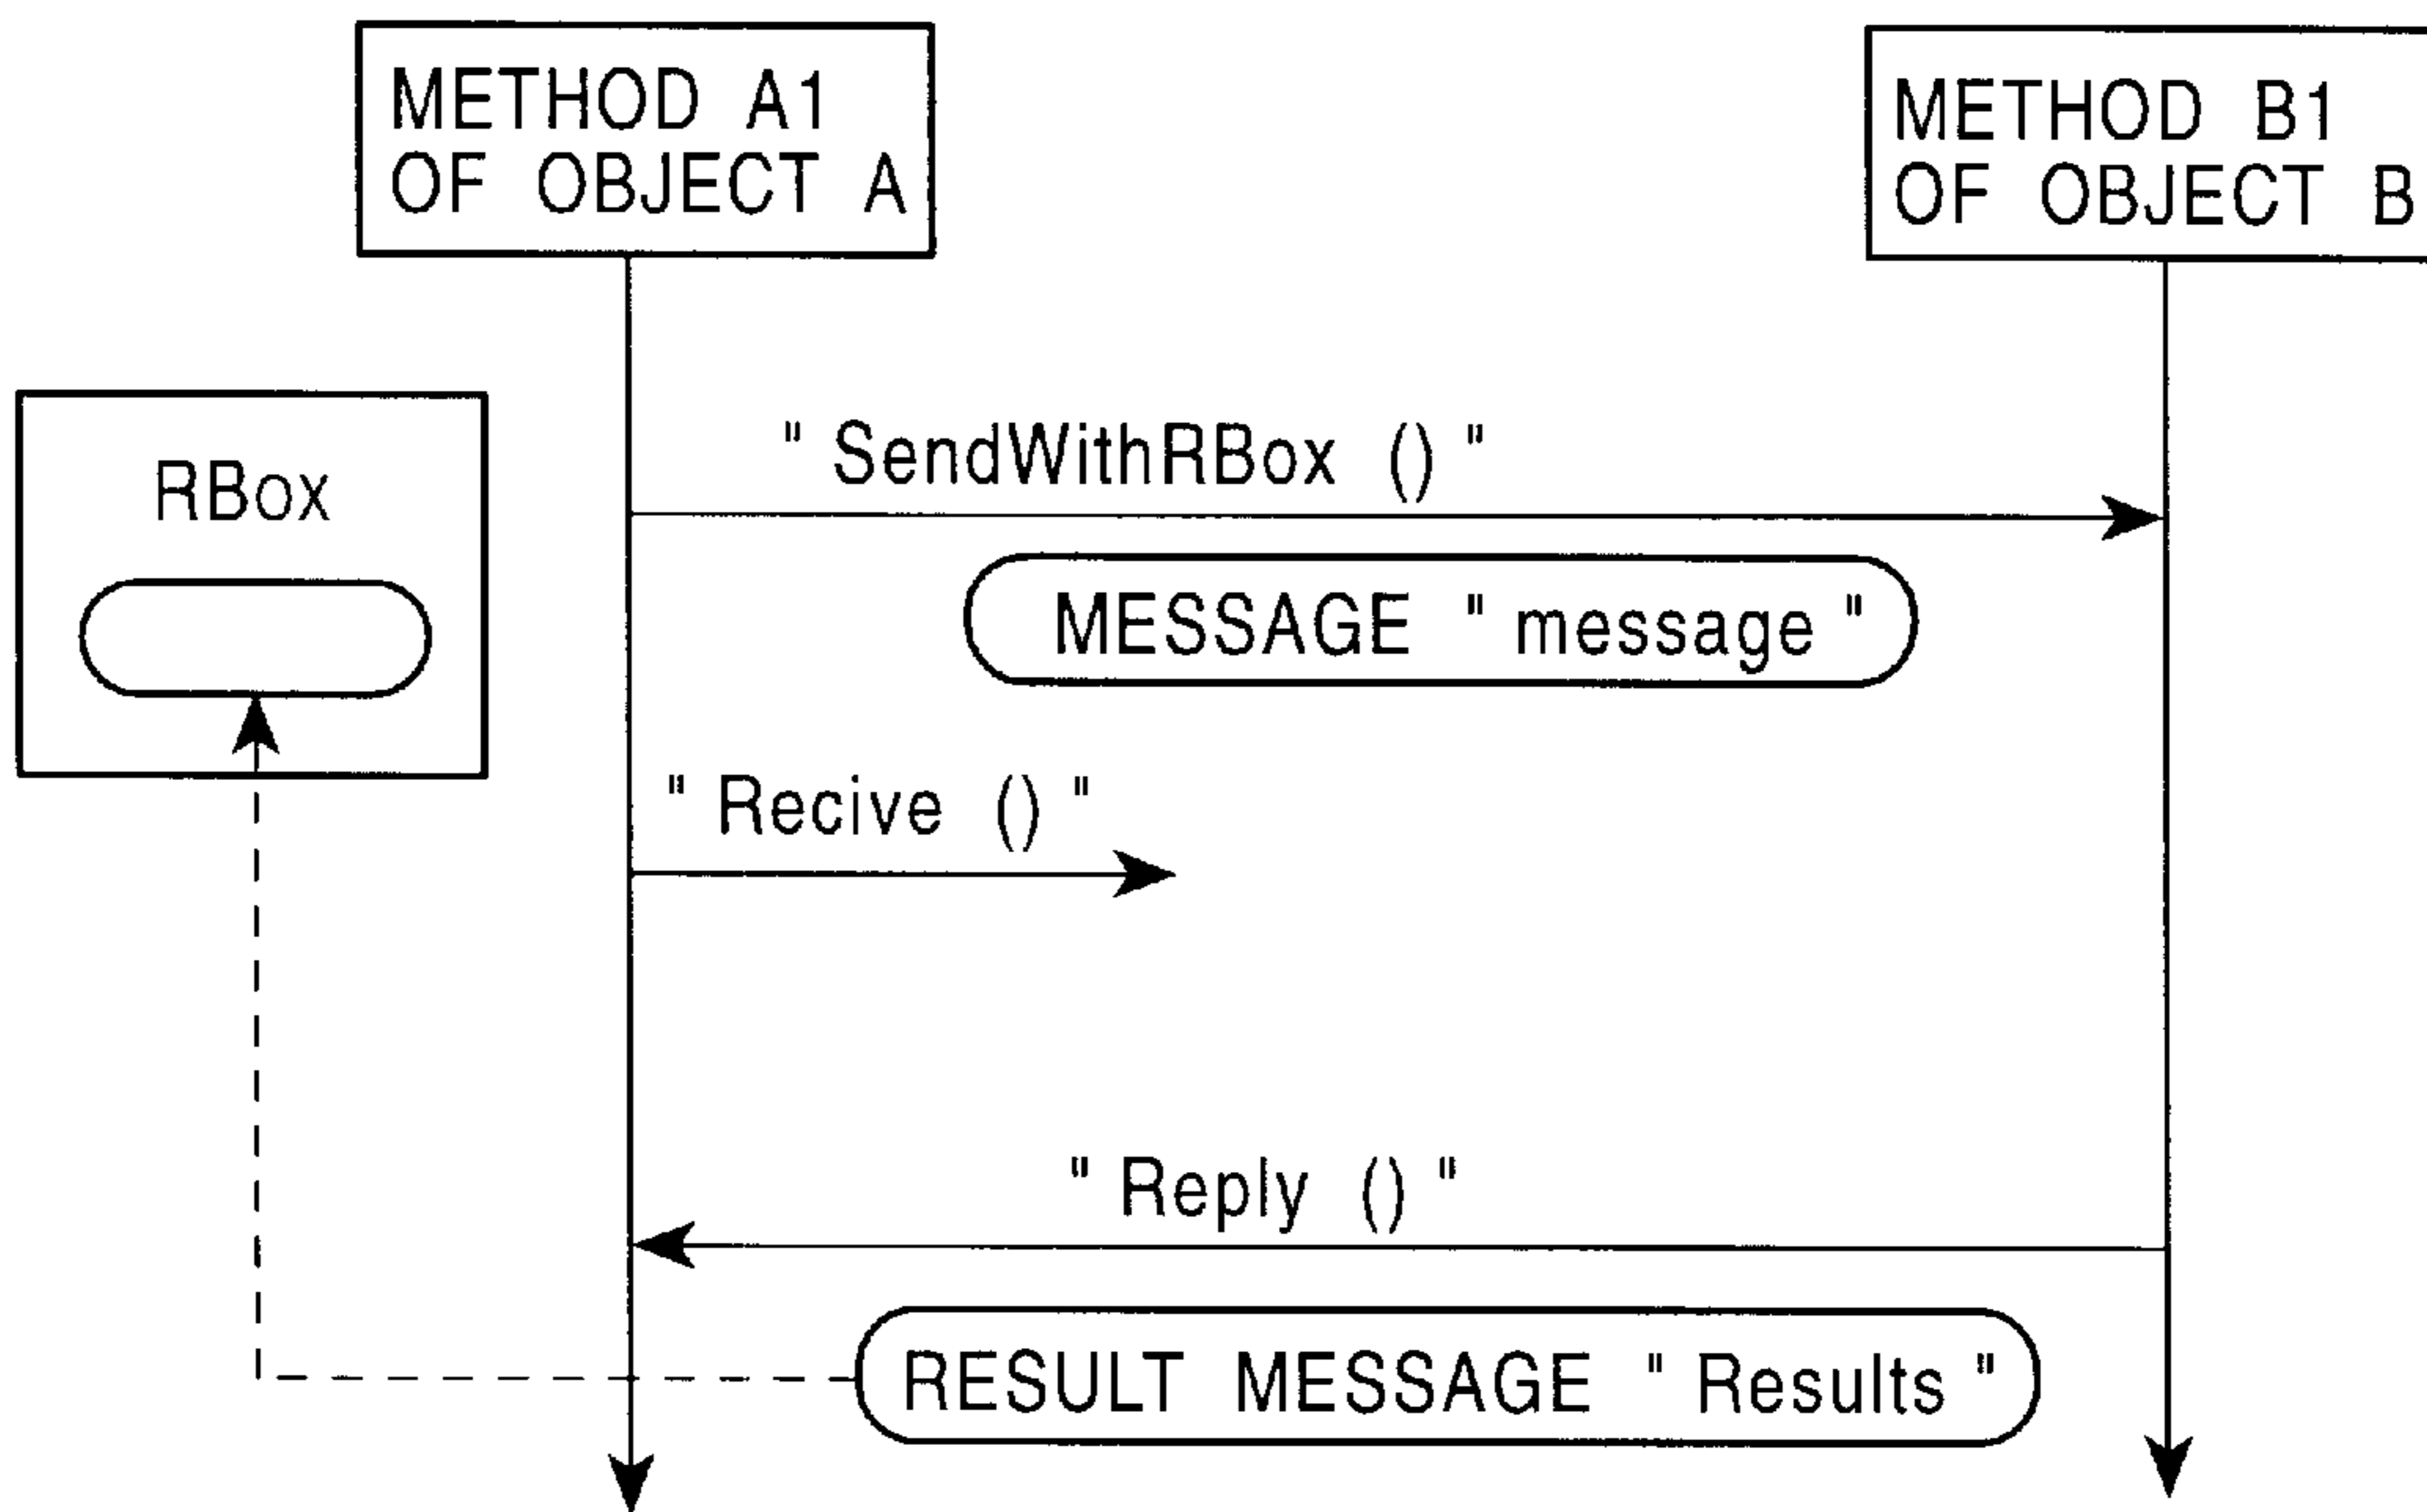 METHOD A1
OF OBJECT A
METHOD B1
OF OBJECT B
RBox
" SendWithRBox () "
MESSAGE " message "
" Recive () "
" Reply () "
RESULT MESSAGE " Results "